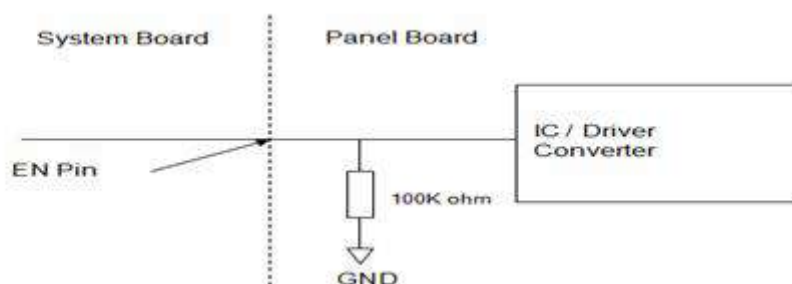 System Board
Panel Board
IC / Driver
Converter
EN Pin
100K ohm
GND